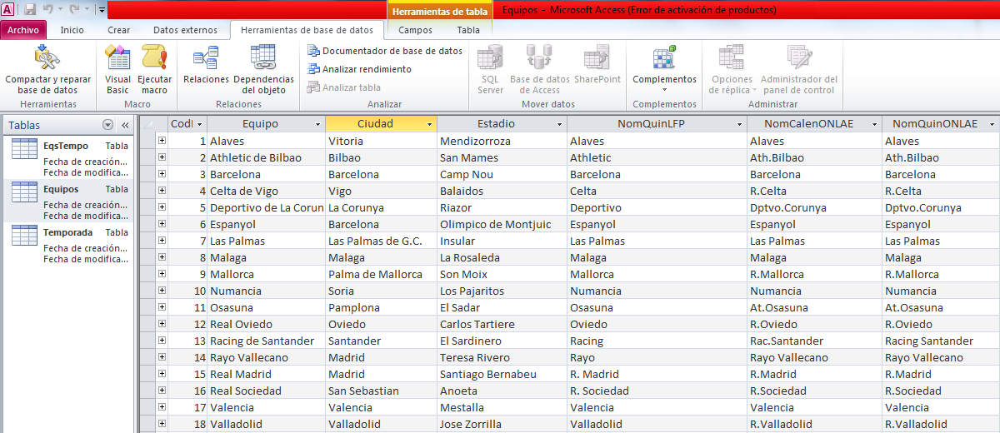 Herramientas de tabla
Equipos - Microsoft Access (Error de activación de productos)
Archivo Inicio Crear Datos externos Herramientas de base de datos Campos Tabla
Compactar y reparar base de datos
Herramientas
Visual Basic
Ejecutar macro
Macro
Relaciones
Dependencias del objeto
Relaciones
Documentador de base de datos
Analizar rendimiento
Analizar tabla
Analizar
SQL Server
Base de datos de Access
SharePoint
Mover datos
Complementos
Complementos
Opciones de réplica
Administrador del panel de control
Administrar
Tablas
EqsTempo Tabla
Fecha de creación...
Fecha de modifica...
Equipos Tabla
Fecha de creación...
Fecha de modifica...
Temporada Tabla
Fecha de creación...
Fecha de modifica...
CodI Equipo Ciudad Estadio NomQuinLFP NomCalenONLAE NomQuinONLAE
1 Alaves Vitoria Mendizorroza Alaves Alaves Alaves
2 Athletic de Bilbao Bilbao San Mames Athletic Ath.Bilbao Ath.Bilbao
3 Barcelona Barcelona Camp Nou Barcelona Barcelona Barcelona
4 Celta de Vigo Vigo Balaidos Celta R.Celta R.Celta
5 Deportivo de La Corun La Corunya Riazor Deportivo Dptvo.Corunya Dptvo.Corunya
6 Espanyol Barcelona Olimpico de Montjuic Espanyol Espanyol Espanyol
7 Las Palmas Las Palmas de G.C. Insular Las Palmas Las Palmas Las Palmas
8 Malaga Malaga La Rosaleda Malaga Malaga Malaga
9 Mallorca Palma de Mallorca Son Moix Mallorca R.Mallorca R.Mallorca
10 Numancia Soria Los Pajaritos Numancia Numancia Numancia
11 Osasuna Pamplona El Sadar Osasuna At.Osasuna At.Osasuna
12 Real Oviedo Oviedo Carlos Tartiere Oviedo R.Oviedo R.Oviedo
13 Racing de Santander Santander El Sardinero Racing Rac.Santander Racing Santander
14 Rayo Vallecano Madrid Teresa Rivero Rayo Rayo Vallecano Rayo Vallecano
15 Real Madrid Madrid Santiago Bernabeu R. Madrid R.Madrid R.Madrid
16 Real Sociedad San Sebastian Anoeta R. Sociedad R.Sociedad R.Sociedad
17 Valencia Valencia Mestalla Valencia Valencia Valencia
18 Valladolid Valladolid Jose Zorrilla Valladolid R.Valladolid R.Valladolid